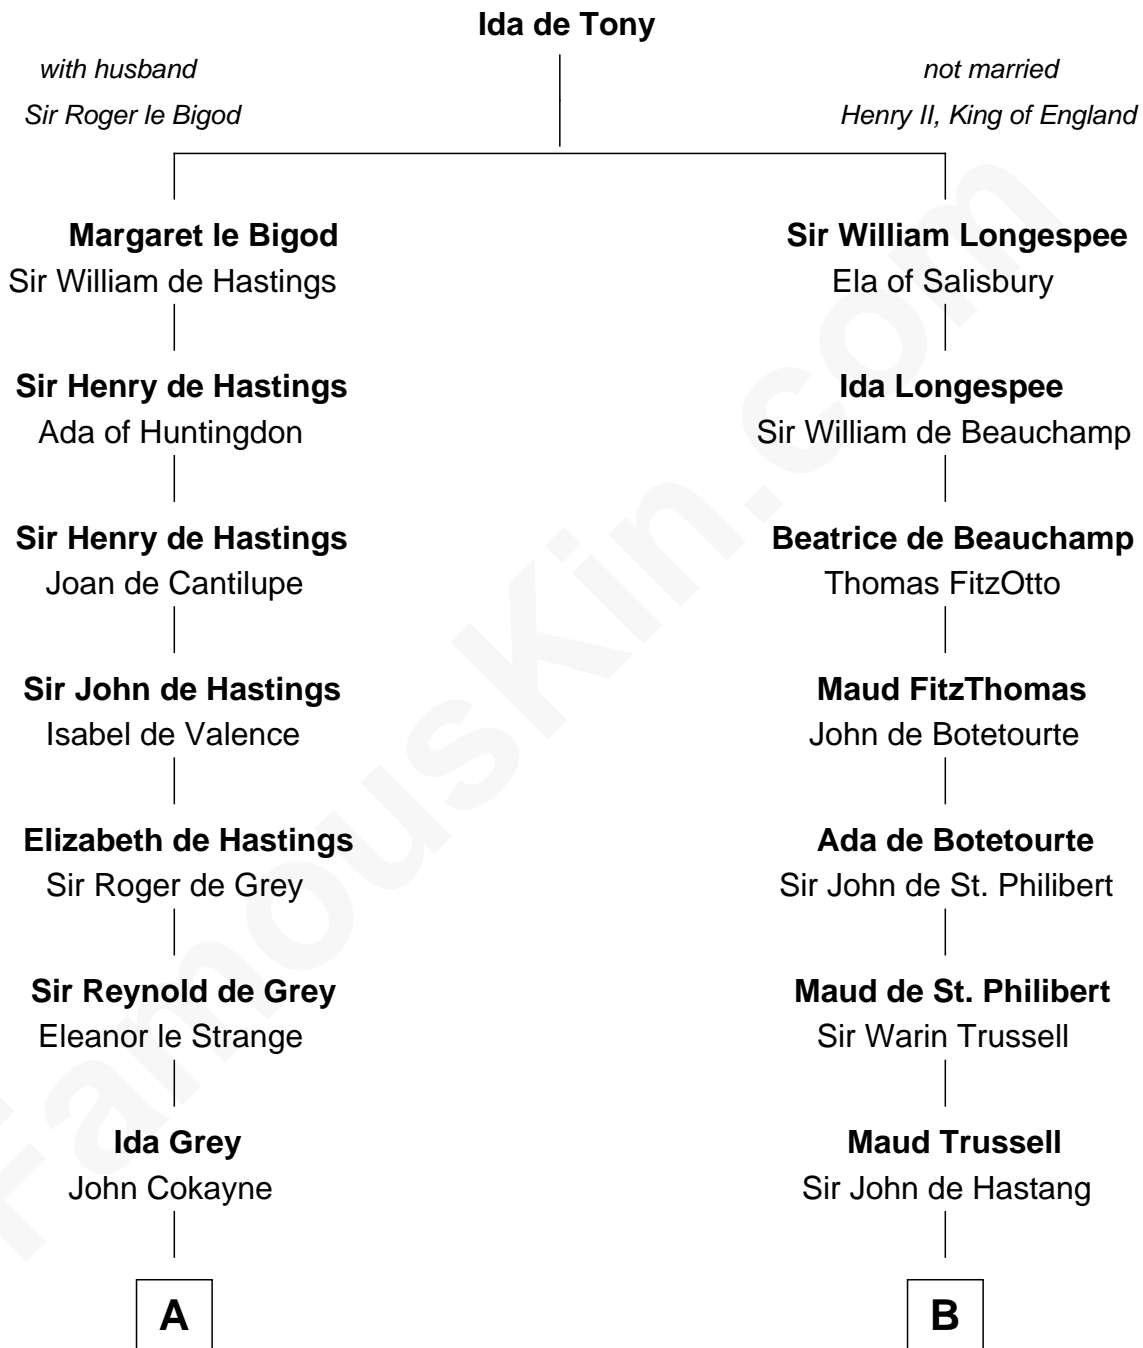 Ida de Tony
with husband
Sir Roger le Bigod
not married
Henry II, King of England
Margaret le Bigod
Sir William de Hastings
Sir Henry de Hastings
Ada of Huntingdon
Sir Henry de Hastings
Joan de Cantilupe
Sir John de Hastings
Isabel de Valence
Elizabeth de Hastings
Sir Roger de Grey
Sir Reynold de Grey
Eleanor le Strange
Ida Grey
John Cokayne
A
Sir William Longespee
Ela of Salisbury
Ida Longespee
Sir William de Beauchamp
Beatrice de Beauchamp
Thomas FitzOtto
Maud FitzThomas
John de Botetourte
Ada de Botetourte
Sir John de St. Philibert
Maud de St. Philibert
Sir Warin Trussell
Maud Trussell
Sir John de Hastang
B
FamousKin.com